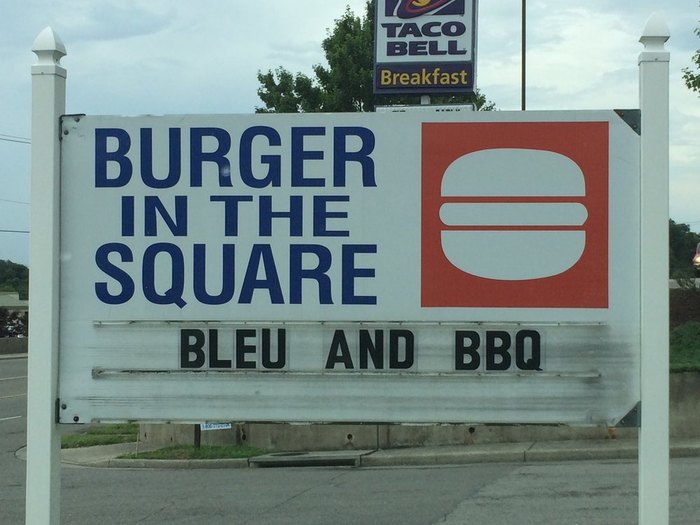 TACO
BELL
Breakfast
BURGER
IN THE
SQUARE
BLEU AND BBQ